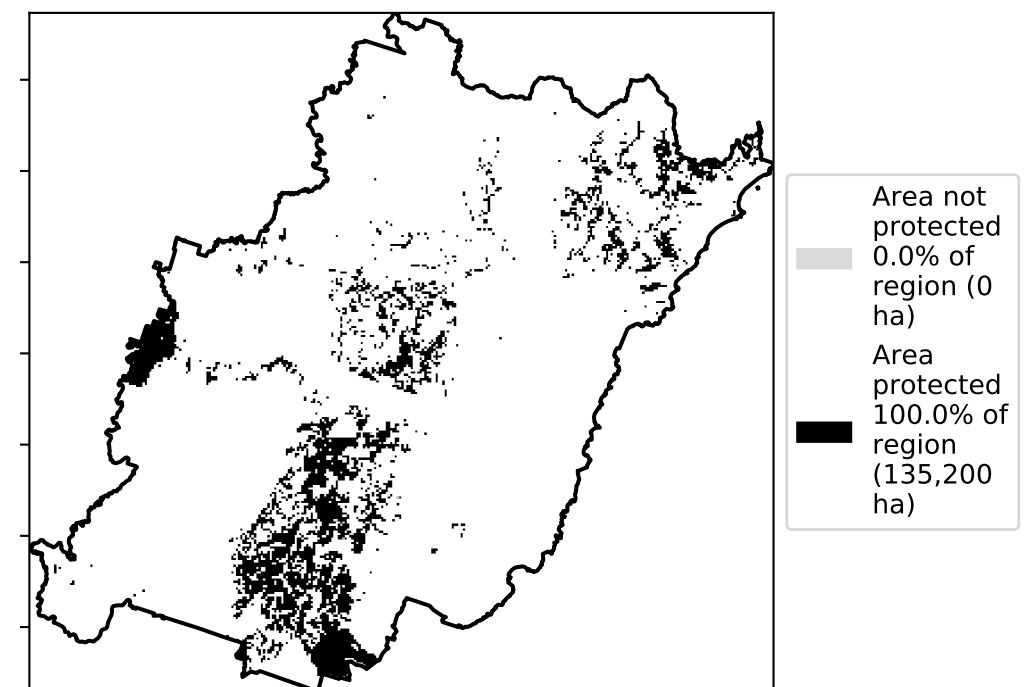 Area not
protected
0.0% of
region (0
ha)
Area
protected
100.0% of
region
(135,200
ha)